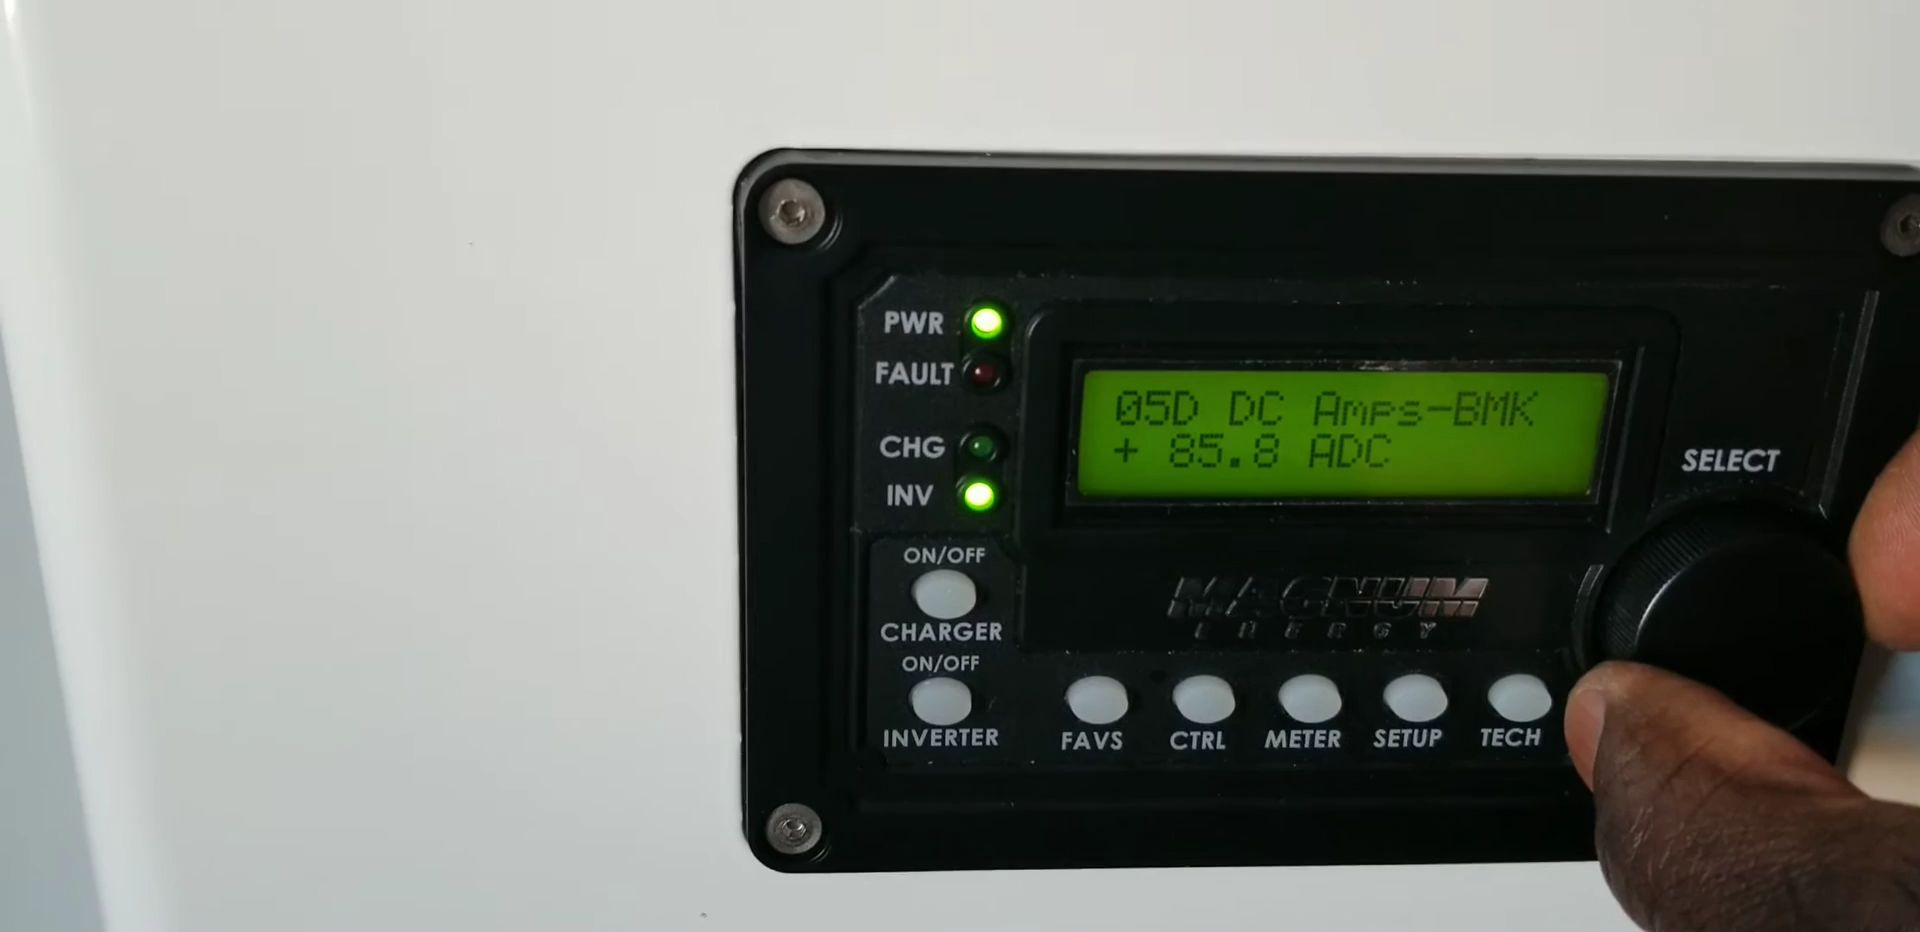 PWR
FAULT
CHG
INV
05D DC Amps-BMK
+ 85.8 ADC
SELECT
ON/OFF
CHARGER
ON/OFF
INVERTER
MAGNUM
ENERGY
FAVS
CTRL
METER
SETUP
TECH